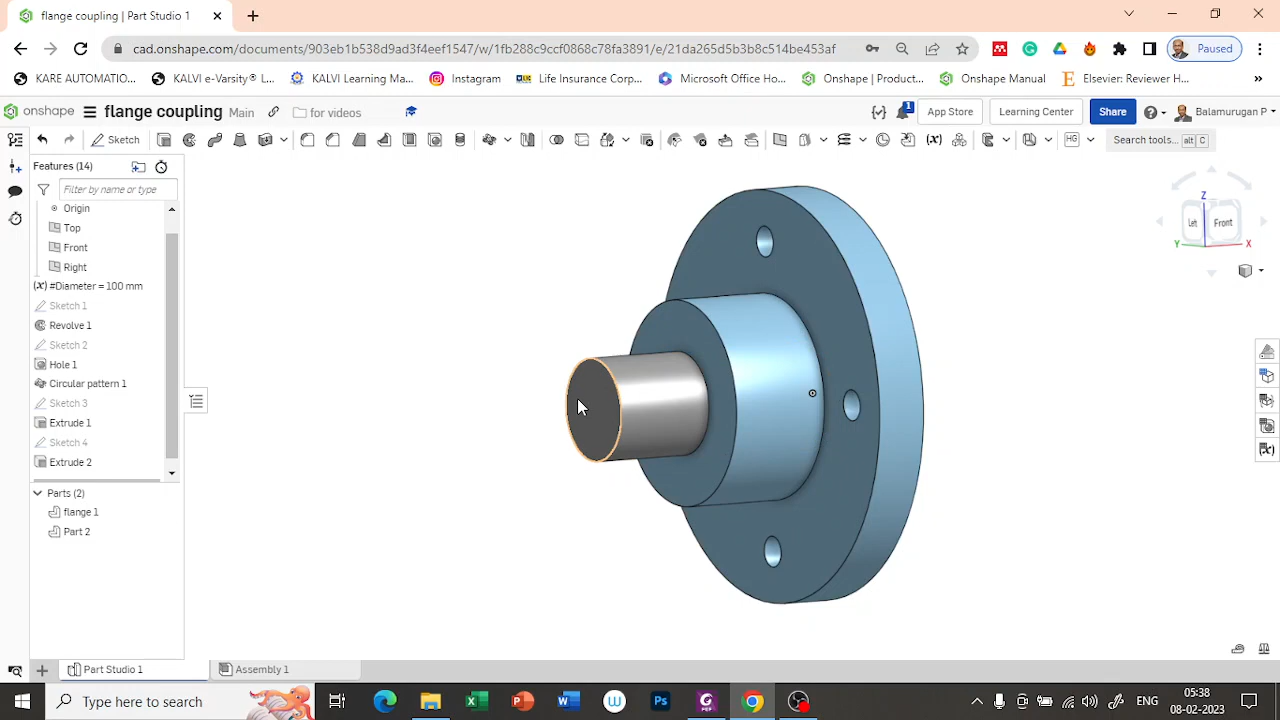 flange coupling | Part Studio 1
cad.onshape.com/documents/903eb1b538d9ad3f4eef1547/w/1fb288c9ccf0868c78fa3891/e/21da265d5b3b8c514be453af
Paused
KARE AUTOMATIO...
KALVI e-Varsity® L...
KALVI Learning Ma...
Instagram
Life Insurance Corp...
Microsoft Office Ho...
Onshape | Product...
Onshape Manual
Elsevier: Reviewer H...
»
onshape
flange coupling
Main
for videos
1
App Store
Learning Center
Share
Balamurugan P
Sketch
(x)
HG
Search tools...
alt
C
Features (14)
Filter by name or type
Origin
Top
Front
Right
(x) #Diameter = 100 mm
Sketch 1
Revolve 1
Sketch 2
Hole 1
Circular pattern 1
Sketch 3
Extrude 1
Sketch 4
Extrude 2
Parts (2)
flange 1
Part 2
Z
Left
Front
Y
X
(x)
Part Studio 1
Assembly 1
Type here to search
ENG
05:38
08-02-2023